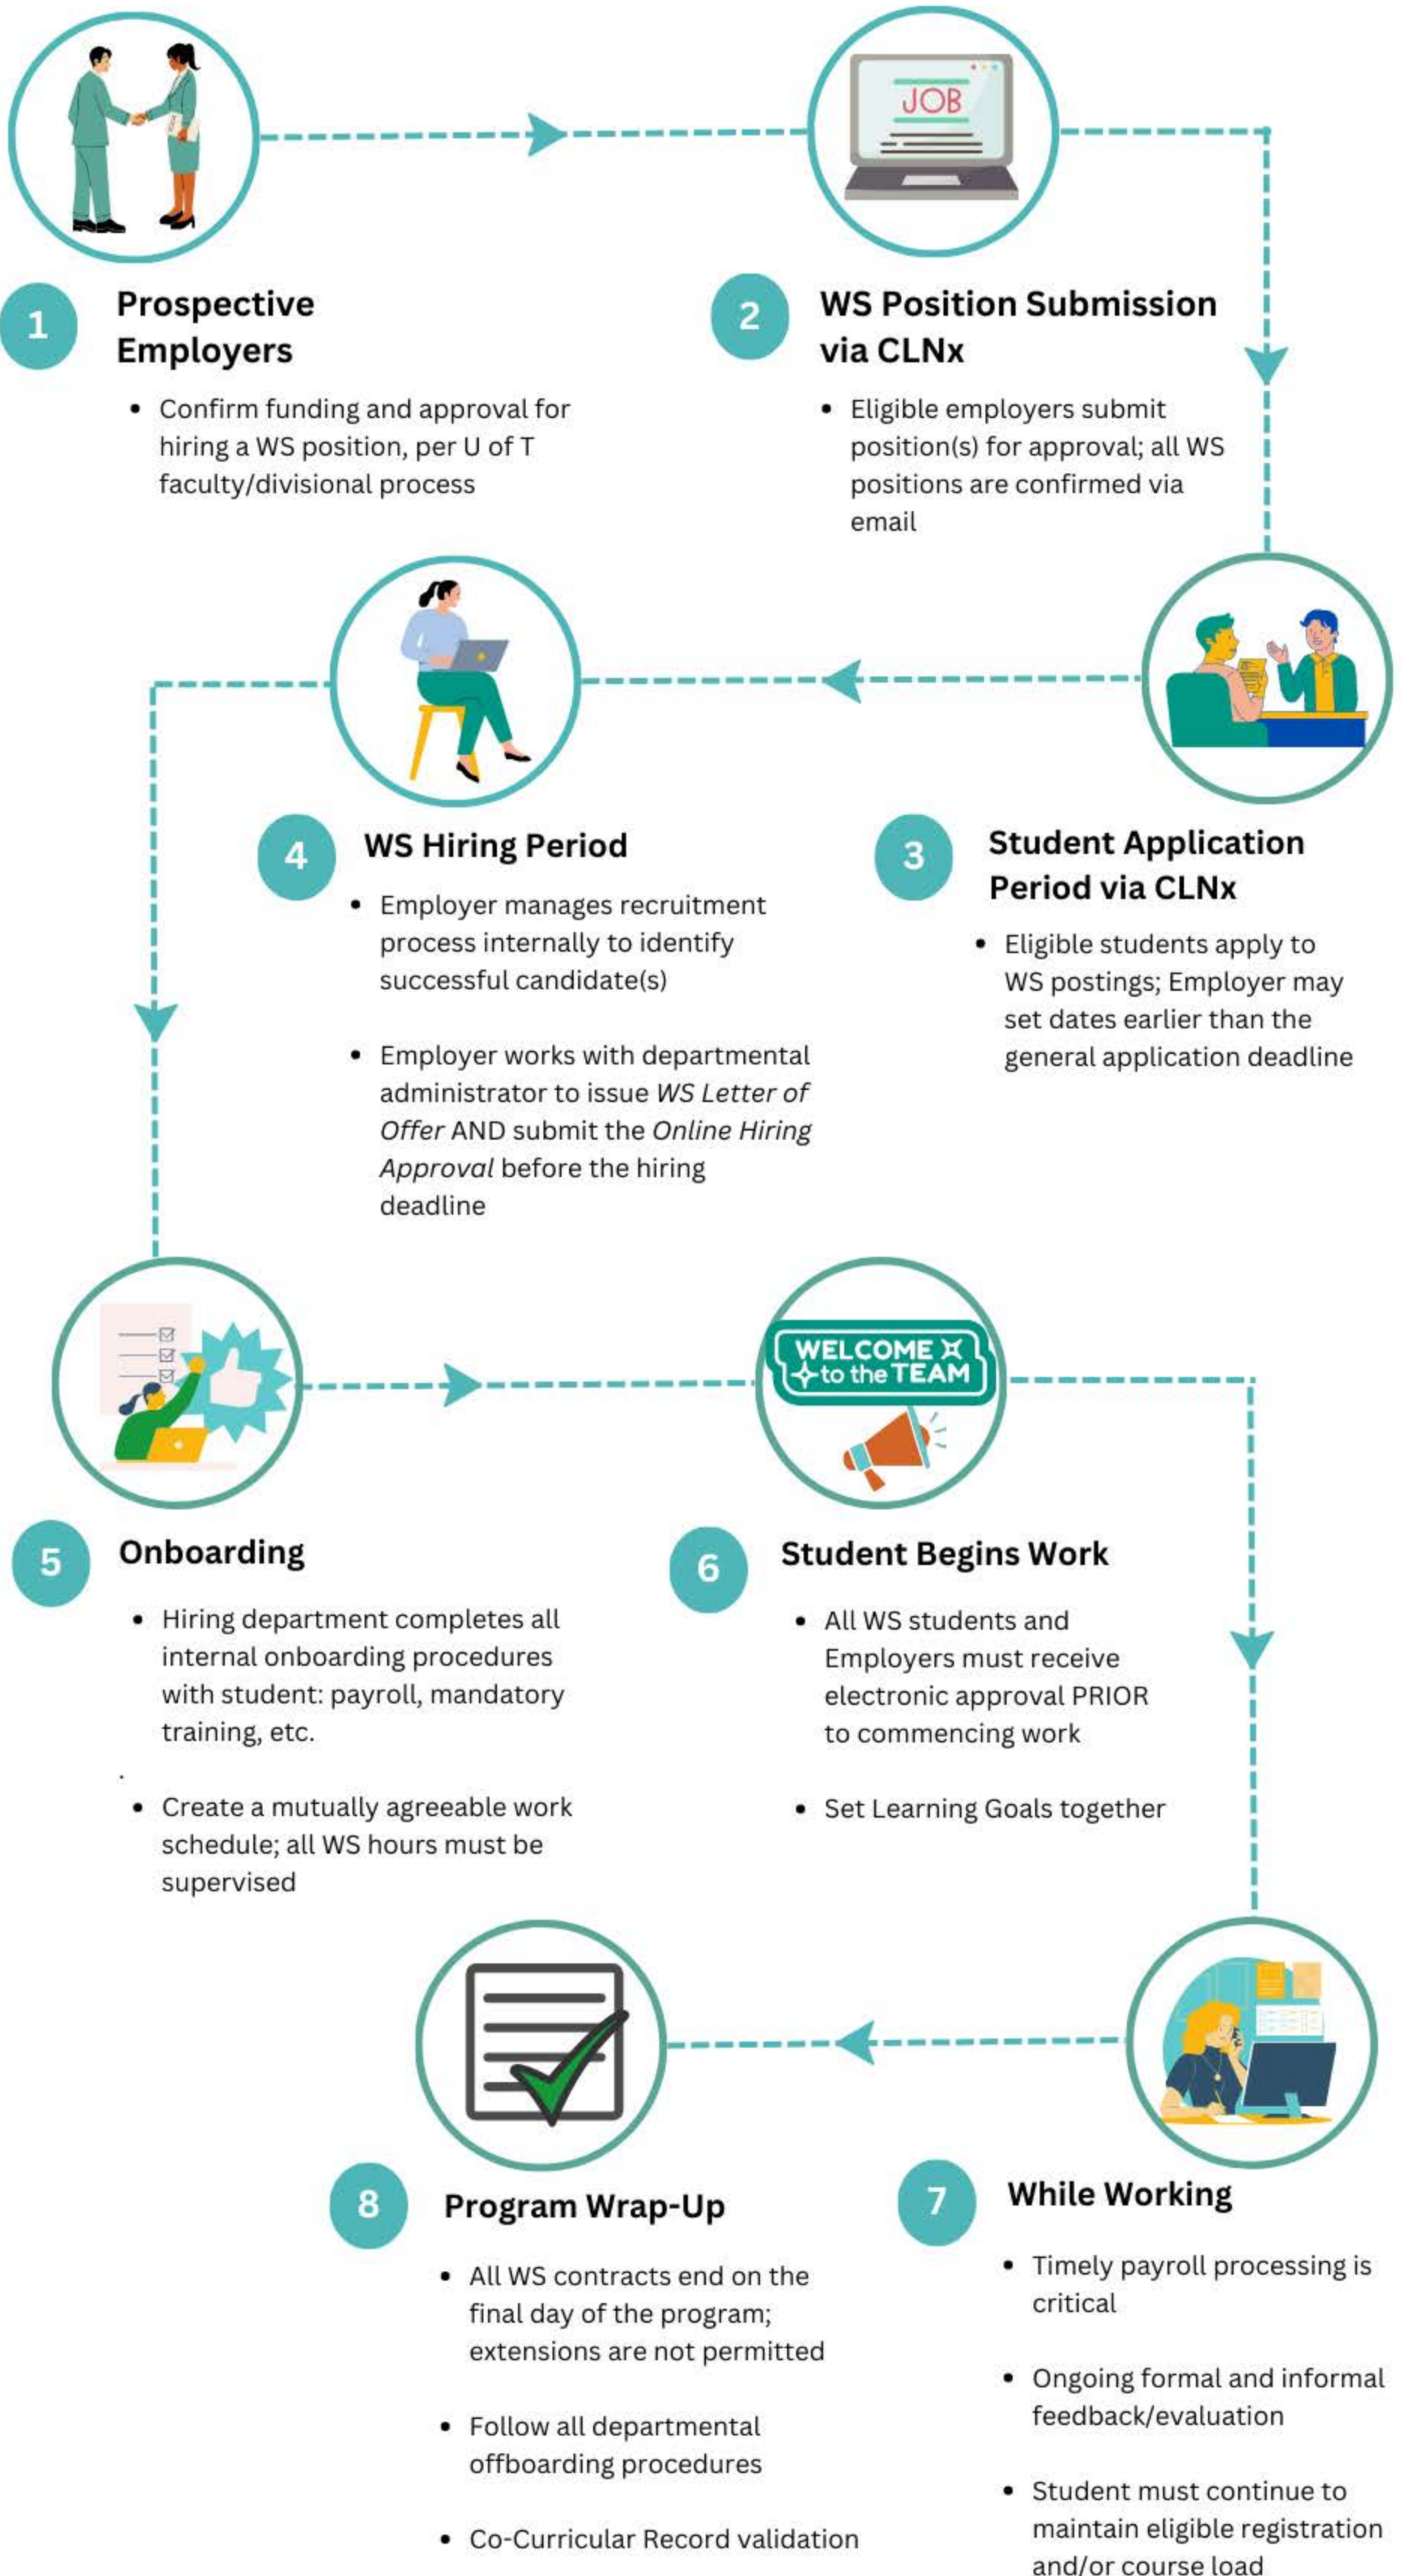 JOB
1
Prospective
Employers
• Confirm funding and approval for
hiring a WS position, per U of T
faculty/divisional process
2
WS Position Submission
via CLNx
• Eligible employers submit
position(s) for approval; all WS
positions are confirmed via
email
3
Student Application
Period via CLNx
• Eligible students apply to
WS postings; Employer may
set dates earlier than the
general application deadline
4
WS Hiring Period
• Employer manages recruitment
process internally to identify
successful candidate(s)
• Employer works with departmental
administrator to issue WS Letter of
Offer AND submit the Online Hiring
Approval before the hiring
deadline
5
Onboarding
• Hiring department completes all
internal onboarding procedures
with student: payroll, mandatory
training, etc.
.
• Create a mutually agreeable work
schedule; all WS hours must be
supervised
WELCOME
to the TEAM
6
Student Begins Work
• All WS students and
Employers must receive
electronic approval PRIOR
to commencing work
• Set Learning Goals together
7
While Working
• Timely payroll processing is
critical
• Ongoing formal and informal
feedback/evaluation
• Student must continue to
maintain eligible registration
and/or course load
8
Program Wrap-Up
• All WS contracts end on the
final day of the program;
extensions are not permitted
• Follow all departmental
offboarding procedures
• Co-Curricular Record validation